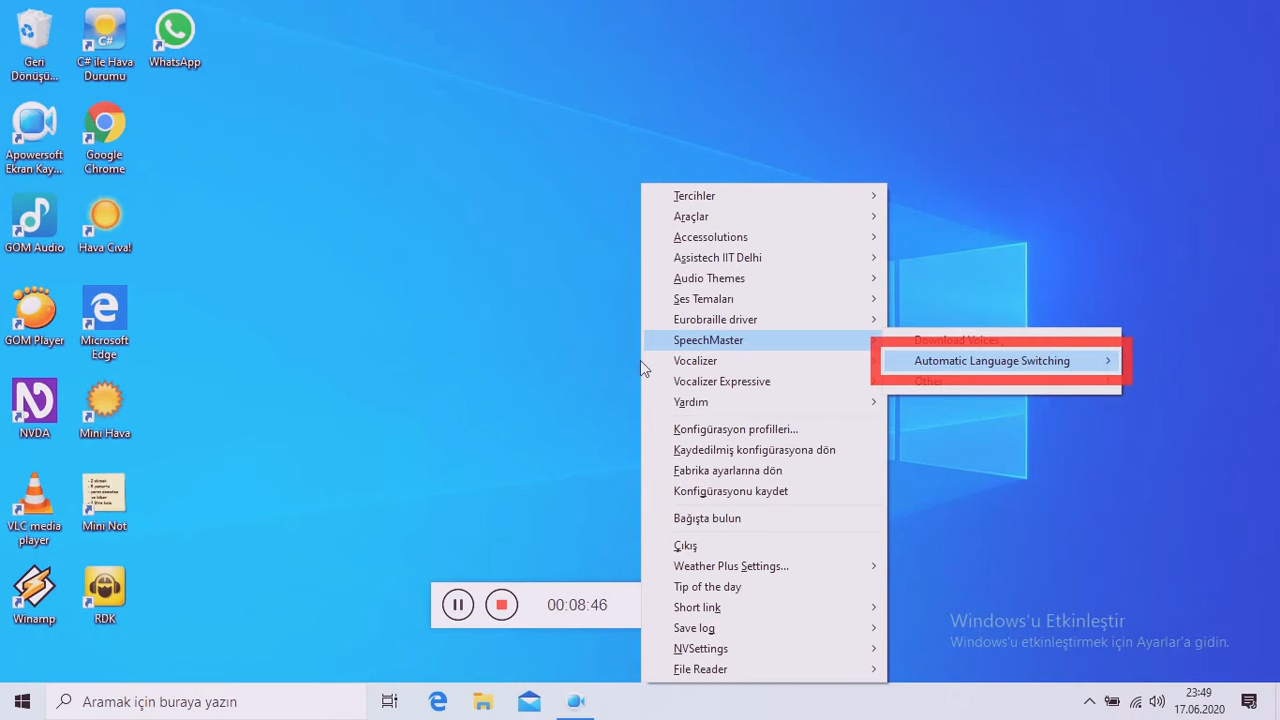 Geri
Dönüşü...
C# ile Hava
Durumu
WhatsApp
Apowersoft
Ekran Kay...
Google
Chrome
GOM Audio
Hava Cıva!
GOM Player
Microsoft
Edge
NVDA
Mini Hava
VLC media
player
Mini Not
Winamp
RDK
Tercihler
Araçlar
Accessolutions
Assistech IIT Delhi
Audio Themes
Ses Temaları
Eurobraille driver
SpeechMaster
Vocalizer
Vocalizer Expressive
Yardım
Konfigürasyon profilleri...
Kaydedilmiş konfigürasyona dön
Fabrika ayarlarına dön
Konfigürasyonu kaydet
Bağışta bulun
Çıkış
Weather Plus Settings...
Tip of the day
Short link
Save log
NVSettings
File Reader
Download Voices
Automatic Language Switching
Other
00:08:46
Windows'u Etkinleştir
Windows'u etkinleştirmek için Ayarlar'a gidin.
Aramak için buraya yazın
23:49
17.06.2020